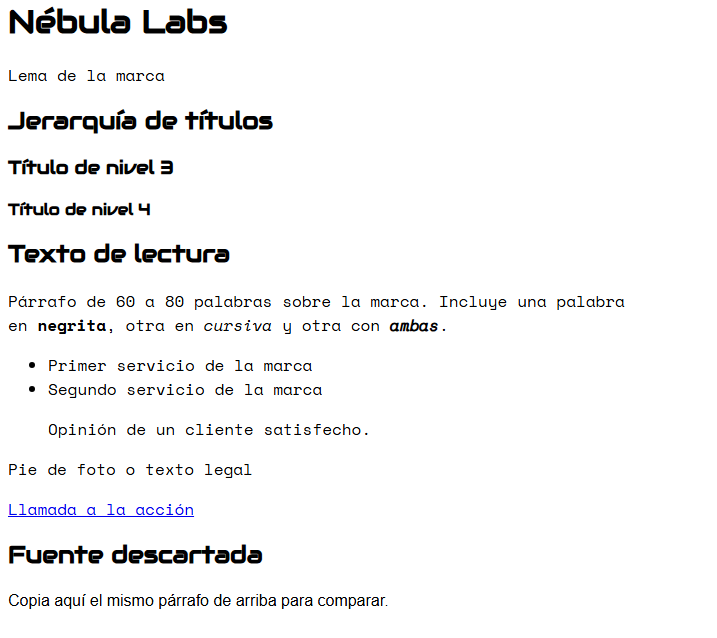 Nébula Labs
Lema de la marca
Jerarquía de títulos
Título de nivel 3
Título de nivel 4
Texto de lectura
Párrafo de 60 a 80 palabras sobre la marca. Incluye una palabra
en negrita, otra en cursiva y otra con ambas.
Primer servicio de la marca
Segundo servicio de la marca
Opinión de un cliente satisfecho.
Pie de foto o texto legal
Llamada a la acción
Fuente descartada
Copia aquí el mismo párrafo de arriba para comparar.